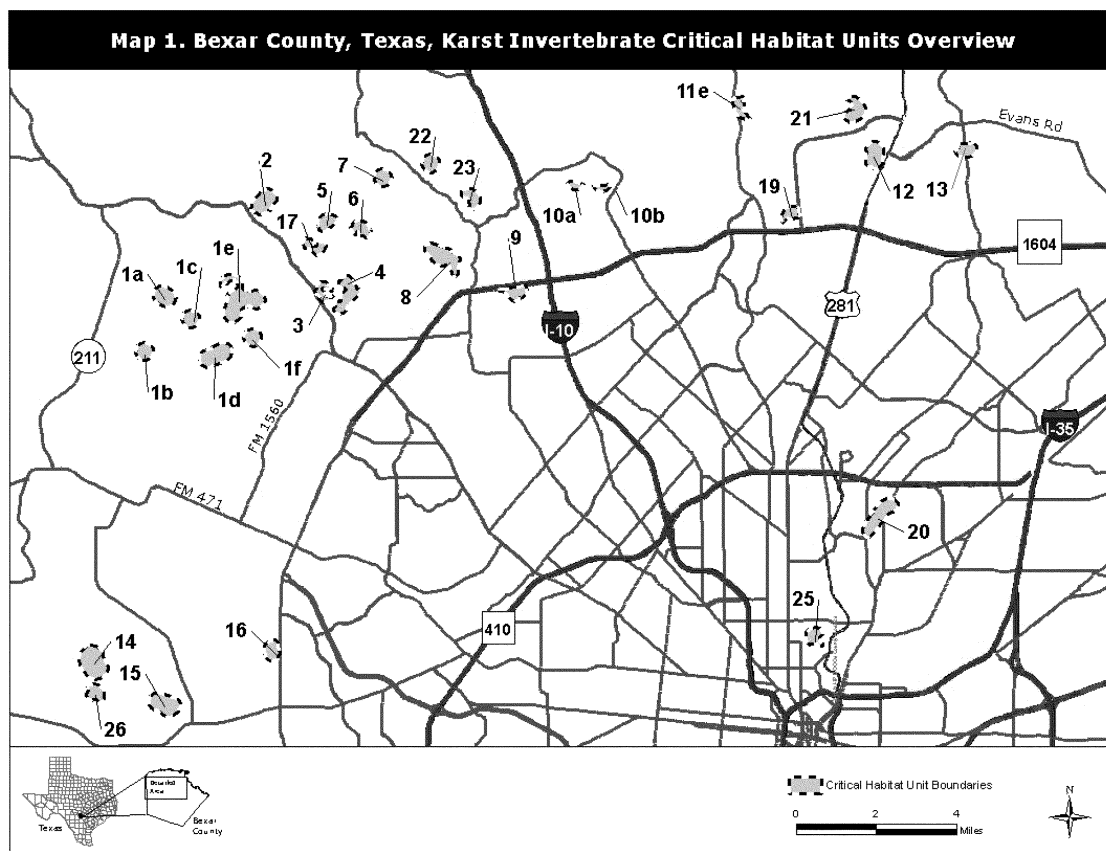 Map 1. Bexar County, Texas, Karst Invertebrate Critical Habitat Units Overview
11e
21
Evans Rd
22
7
2
23
12
13
5
6
10a
10b
19
17
9
1604
1e
1a
1c
4
8
281
3
I-10
211
1f
1b
1d
FM 1560
I-35
FM 471
20
410
25
16
14
15
26
Critical Habitat Unit Boundaries
Detailed
Area
Texas
Bexar
County
0
2
4
Miles
N